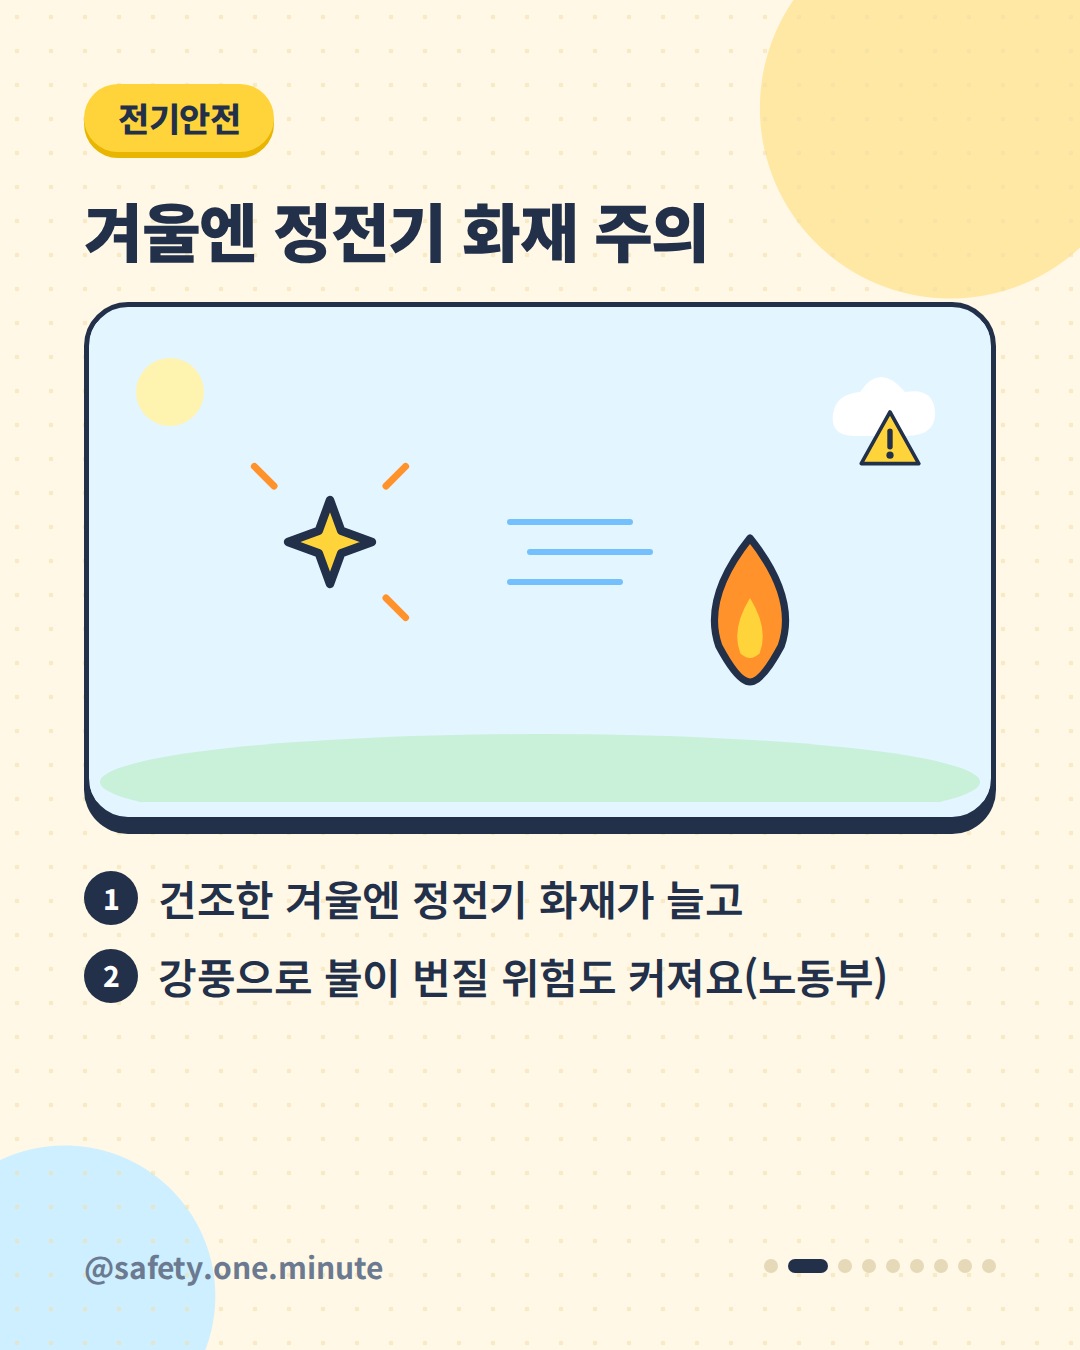 전기안전
겨울엔 정전기 화재 주의
1 건조한 겨울엔 정전기 화재가 늘고
2 강풍으로 불이 번질 위험도 커져요(노동부)
@safety.one.minute